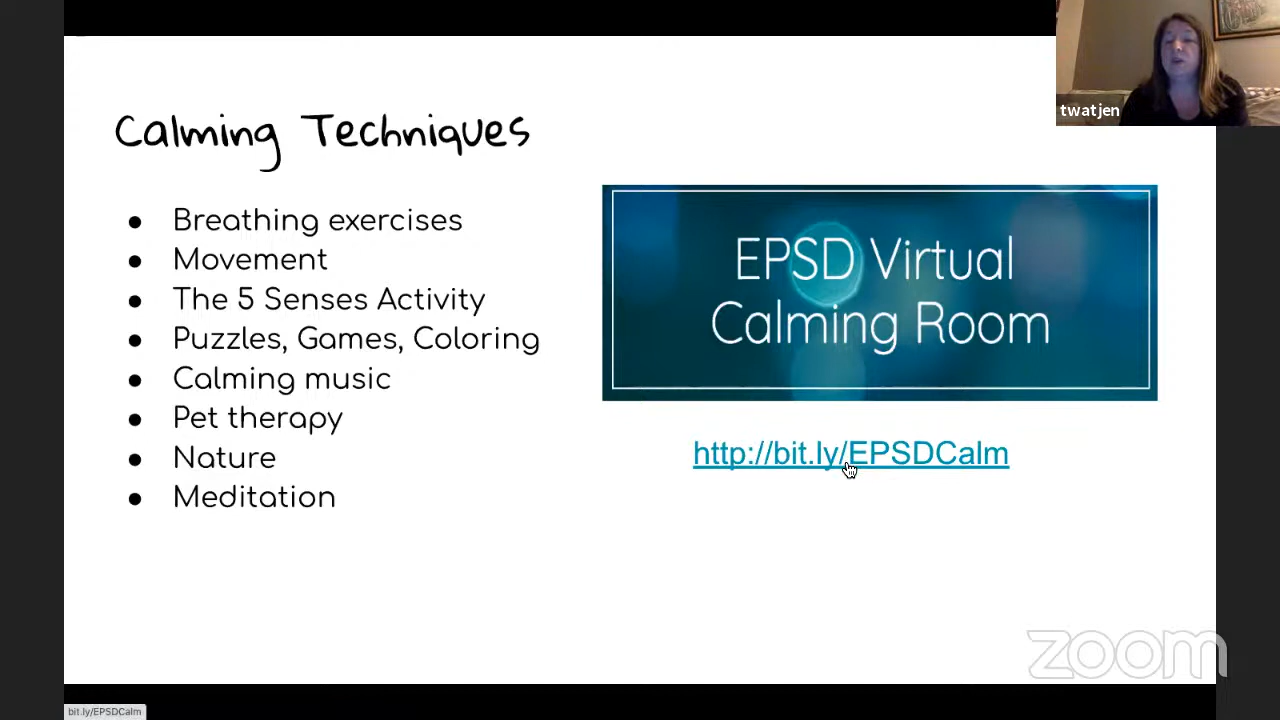 twatjen
Calming Techniques
● Breathing exercises
● Movement
● The 5 Senses Activity
● Puzzles, Games, Coloring
● Calming music
● Pet therapy
● Nature
● Meditation
EPSD Virtual
Calming Room
http://bit.ly/EPSDCalm
zoom
bit.ly/EPSDCalm